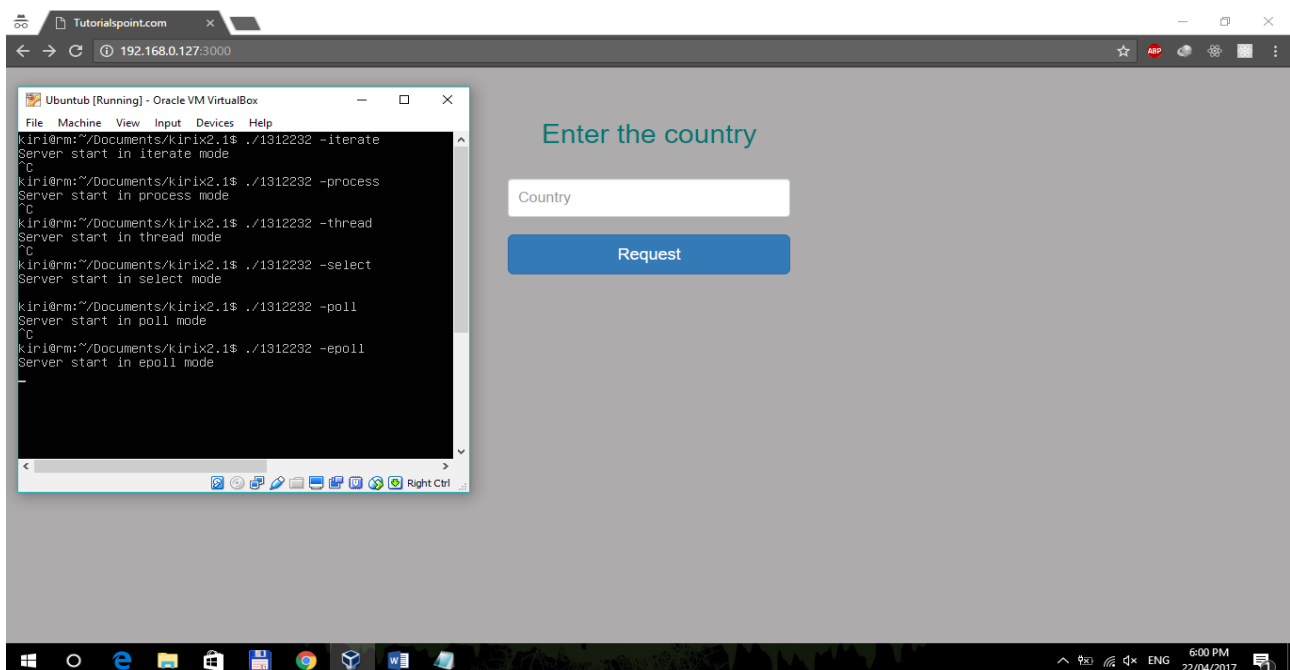 Tutorialspoint.com
192.168.0.127:3000
ABP
Ubuntub [Running] - Oracle VM VirtualBox
File Machine View Input Devices Help
kiri@rm:~/Documents/kirix2.1$ ./1312232 -iterate
Server start in iterate mode
^C
kiri@rm:~/Documents/kirix2.1$ ./1312232 -process
Server start in process mode
^C
kiri@rm:~/Documents/kirix2.1$ ./1312232 -thread
Server start in thread mode
^C
kiri@rm:~/Documents/kirix2.1$ ./1312232 -select
Server start in select mode
kiri@rm:~/Documents/kirix2.1$ ./1312232 -poll
Server start in poll mode
^C
kiri@rm:~/Documents/kirix2.1$ ./1312232 -epoll
Server start in epoll mode
Right Ctrl
Enter the country
Country
Request
ENG
6:00 PM
22/04/2017